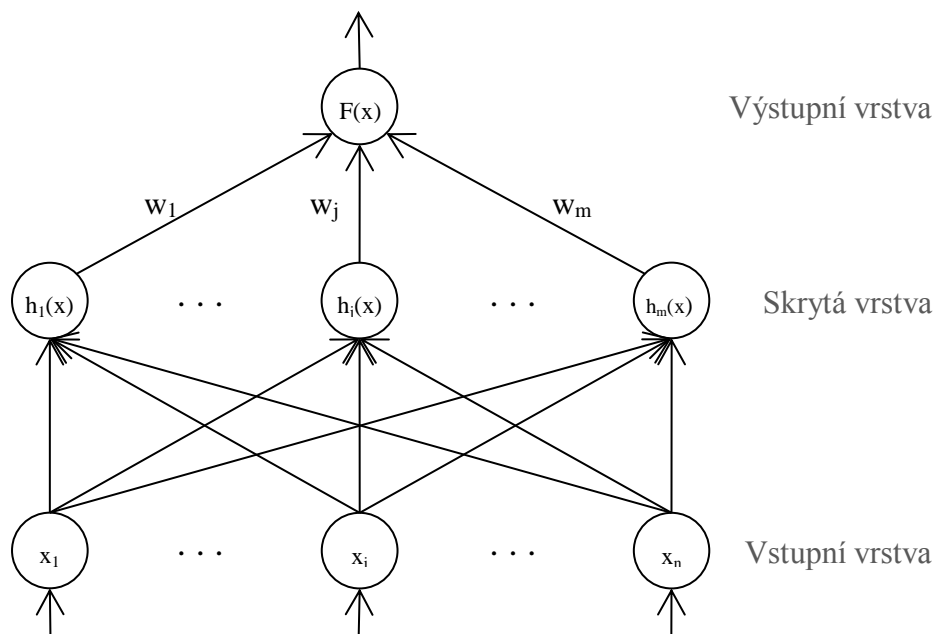 F(x) Výstupní vrstva
w₁ wⱼ wₘ
h₁(x) . . . hⱼ(x) . . . hₘ(x) Skrytá vrstva
x₁ . . . xᵢ . . . xₙ Vstupní vrstva